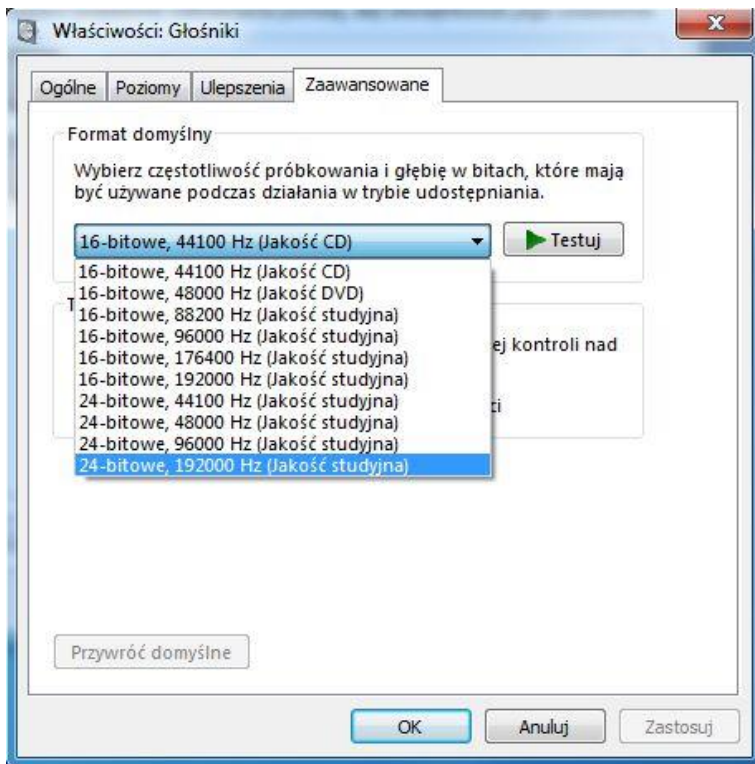 Właściwości: Głośniki
Ogólne Poziomy Ulepszenia Zaawansowane
Format domyślny
Wybierz częstotliwość próbkowania i głębię w bitach, które mają
być używane podczas działania w trybie udostępniania.
16-bitowe, 44100 Hz (Jakość CD) Testuj
16-bitowe, 44100 Hz (Jakość CD)
16-bitowe, 48000 Hz (Jakość DVD)
16-bitowe, 88200 Hz (Jakość studyjna)
16-bitowe, 96000 Hz (Jakość studyjna)
ej kontroli nad
16-bitowe, 176400 Hz (Jakość studyjna)
16-bitowe, 192000 Hz (Jakość studyjna)
24-bitowe, 44100 Hz (Jakość studyjna)
24-bitowe, 48000 Hz (Jakość studyjna)
24-bitowe, 96000 Hz (Jakość studyjna)
24-bitowe, 192000 Hz (Jakość studyjna)
Przywróć domyślne
OK Anuluj Zastosuj